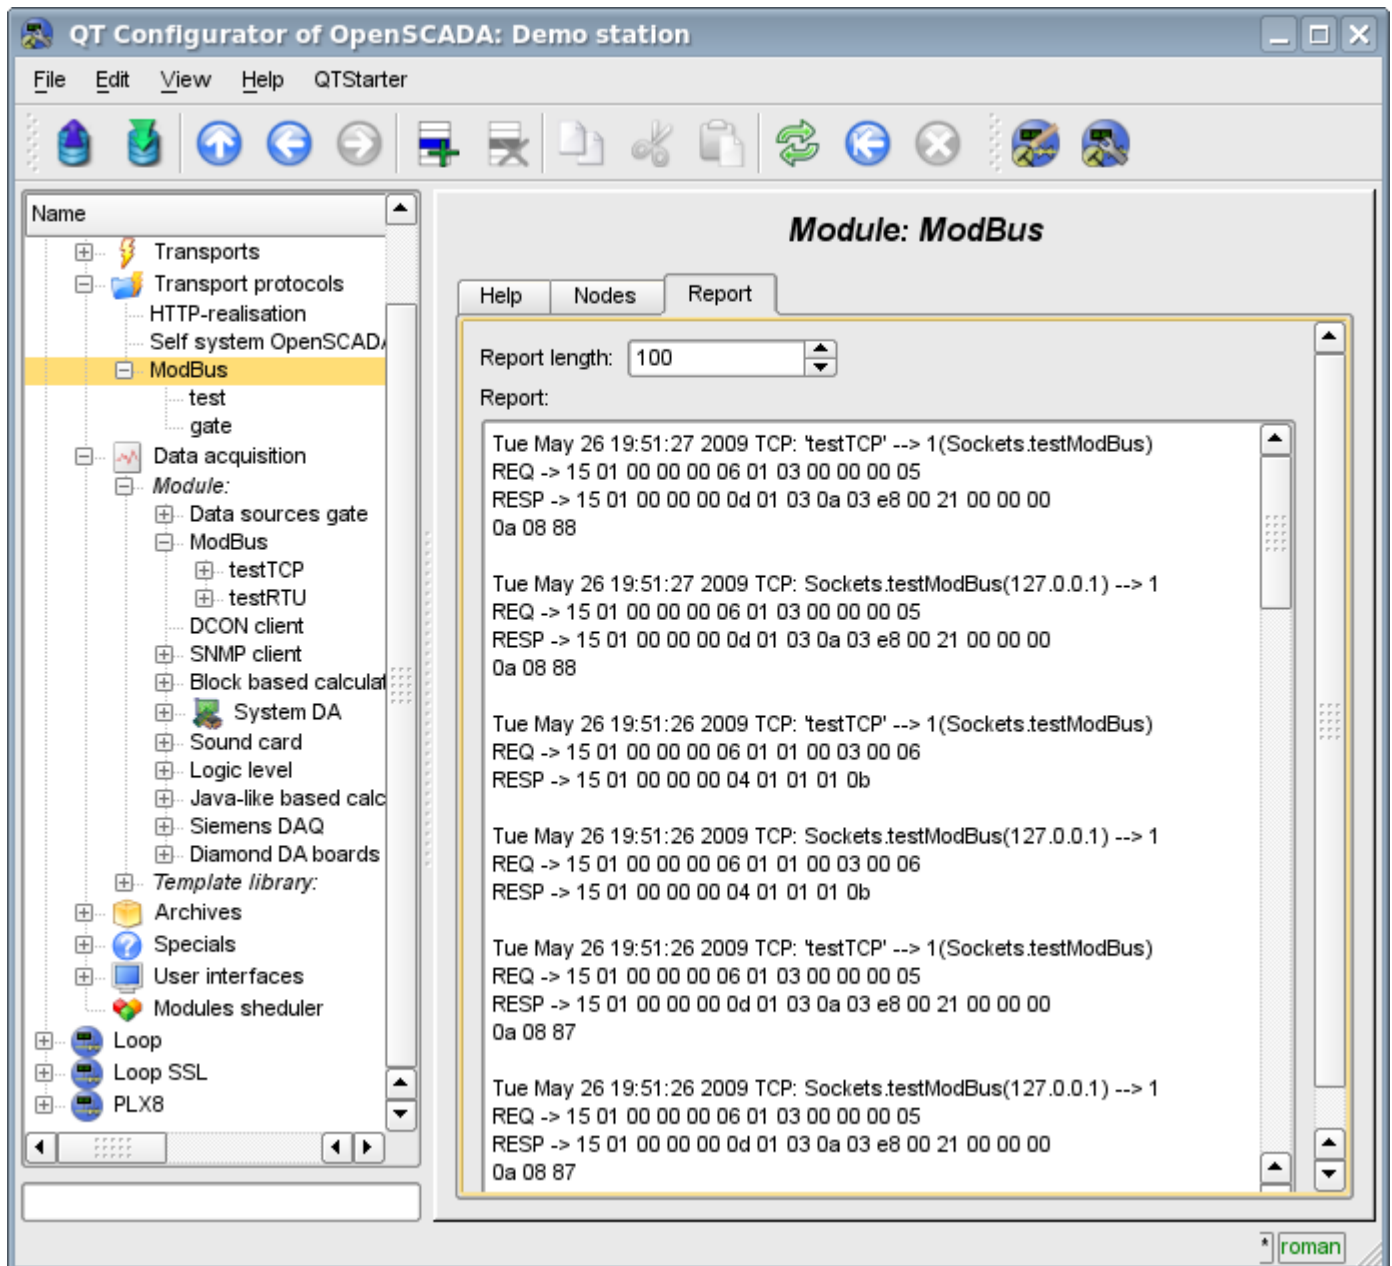 QT Configurator of OpenSCADA: Demo station
File Edit View Help QTStarter
Name
Transports
Transport protocols
HTTP-realisation
Self system OpenSCADA
ModBus
test
gate
Data acquisition
Module:
Data sources gate
ModBus
testTCP
testRTU
DCON client
SNMP client
Block based calculat
System DA
Sound card
Logic level
Java-like based calc
Siemens DAQ
Diamond DA boards
Template library:
Archives
Specials
User interfaces
Modules sheduler
Loop
Loop SSL
PLX8
Module: ModBus
Help Nodes Report
Report length: 100
Report:
Tue May 26 19:51:27 2009 TCP: 'testTCP' --> 1(Sockets.testModBus)
REQ -> 15 01 00 00 00 06 01 03 00 00 00 05
RESP -> 15 01 00 00 00 0d 01 03 0a 03 e8 00 21 00 00 00
0a 08 88
Tue May 26 19:51:27 2009 TCP: Sockets.testModBus(127.0.0.1) --> 1
REQ -> 15 01 00 00 00 06 01 03 00 00 00 05
RESP -> 15 01 00 00 00 0d 01 03 0a 03 e8 00 21 00 00 00
0a 08 88
Tue May 26 19:51:26 2009 TCP: 'testTCP' --> 1(Sockets.testModBus)
REQ -> 15 01 00 00 00 06 01 01 00 03 00 06
RESP -> 15 01 00 00 00 04 01 01 01 0b
Tue May 26 19:51:26 2009 TCP: Sockets.testModBus(127.0.0.1) --> 1
REQ -> 15 01 00 00 00 06 01 01 00 03 00 06
RESP -> 15 01 00 00 00 04 01 01 01 0b
Tue May 26 19:51:26 2009 TCP: 'testTCP' --> 1(Sockets.testModBus)
REQ -> 15 01 00 00 00 06 01 03 00 00 00 05
RESP -> 15 01 00 00 00 0d 01 03 0a 03 e8 00 21 00 00 00
0a 08 87
Tue May 26 19:51:26 2009 TCP: Sockets.testModBus(127.0.0.1) --> 1
REQ -> 15 01 00 00 00 06 01 03 00 00 00 05
RESP -> 15 01 00 00 00 0d 01 03 0a 03 e8 00 21 00 00 00
0a 08 87
* roman